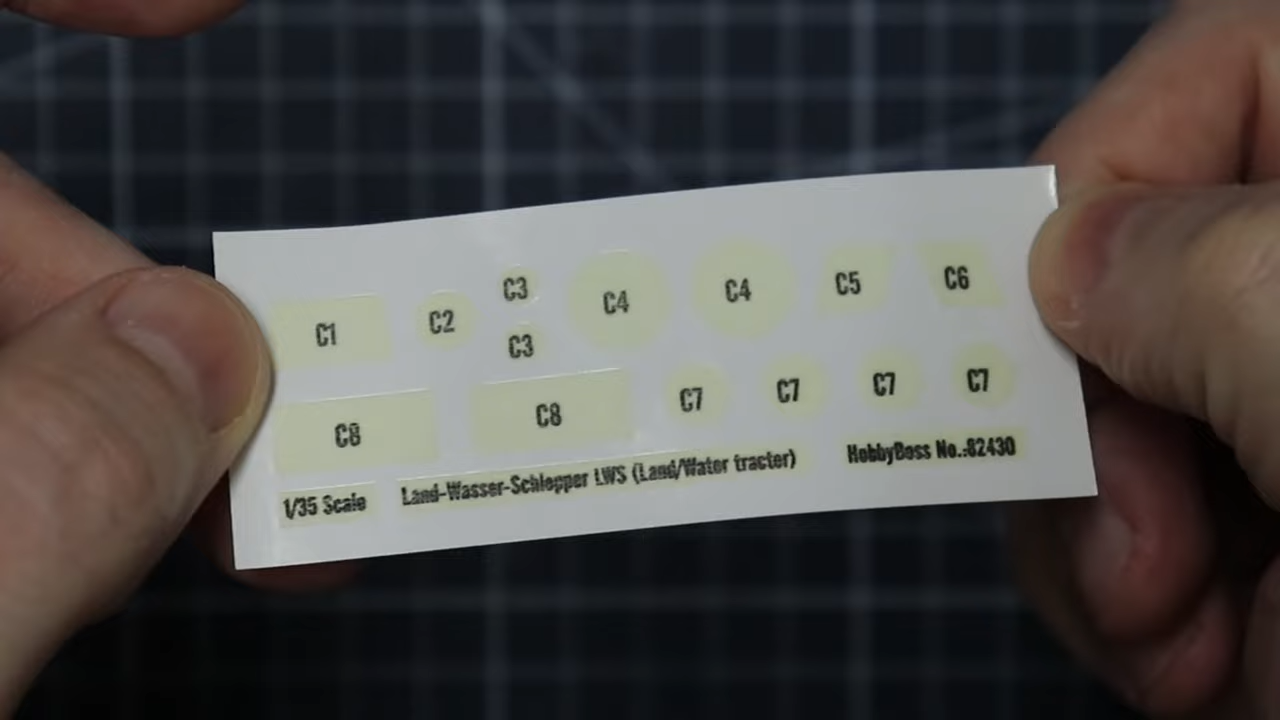 C3 C4 C4 C5 C6
C1 C2
C3
C8 C8 C7 C7 C7 C7
1/35 Scale Land-Wasser-Schlepper LWS (Land/Water tracter) HobbyBoss No.:82430